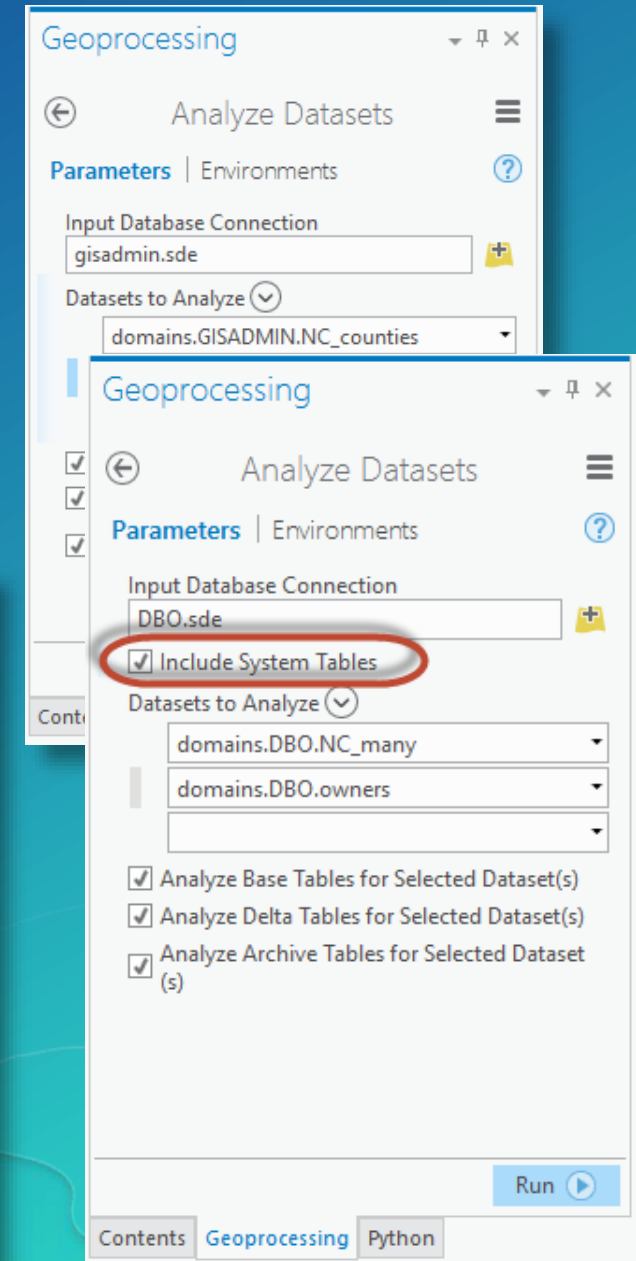 Geoprocessing
Analyze Datasets
Parameters | Environments
Input Database Connection
gisadmin.sde
Datasets to Analyze
domains.GISADMIN.NC_counties
Geoprocessing
Analyze Datasets
Parameters | Environments
Input Database Connection
DBO.sde
Include System Tables
Datasets to Analyze
domains.DBO.NC_many
domains.DBO.owners
Analyze Base Tables for Selected Dataset(s)
Analyze Delta Tables for Selected Dataset(s)
Analyze Archive Tables for Selected Dataset
(s)
Run
Contents Geoprocessing Python